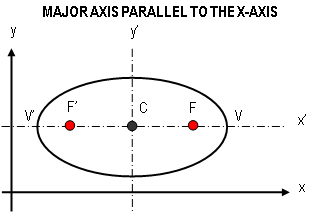 MAJOR AXIS PARALLEL TO THE X-AXIS
y y′
V′ F′ C F V
x′
x